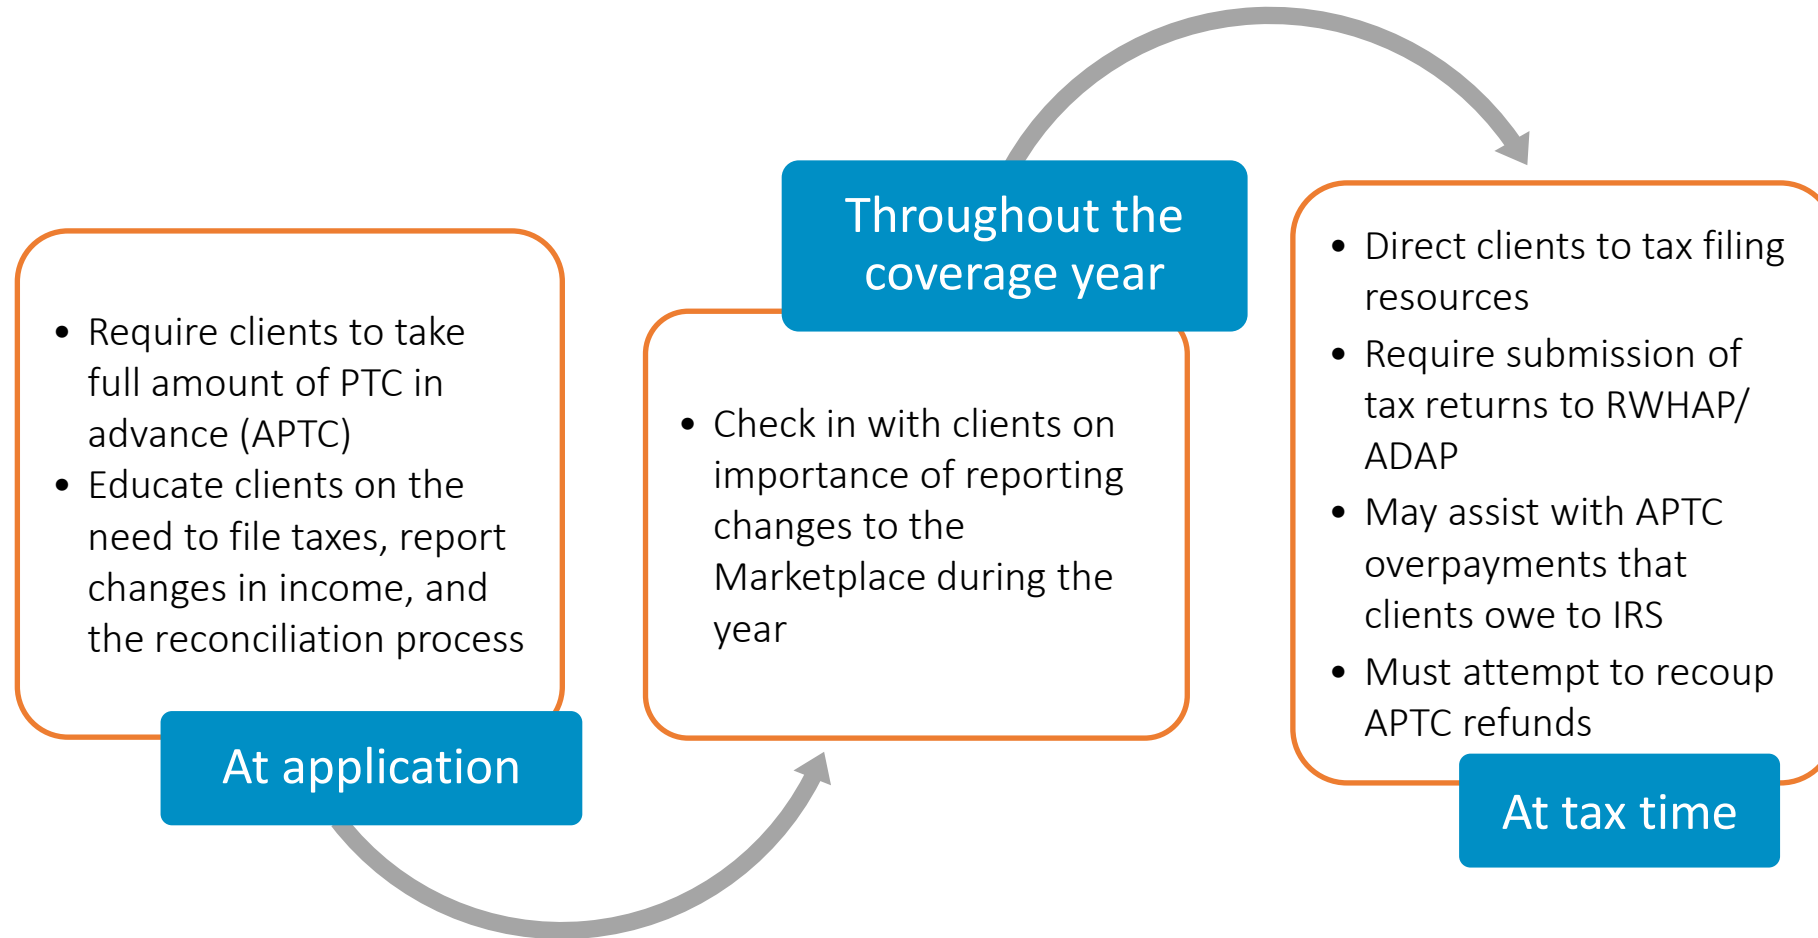 • Require clients to take
full amount of PTC in
advance (APTC)
• Educate clients on the
need to file taxes, report
changes in income, and
the reconciliation process
At application
Throughout the
coverage year
• Check in with clients on
importance of reporting
changes to the
Marketplace during the
year
• Direct clients to tax filing
resources
• Require submission of
tax returns to RWHAP/
ADAP
• May assist with APTC
overpayments that
clients owe to IRS
• Must attempt to recoup
APTC refunds
At tax time